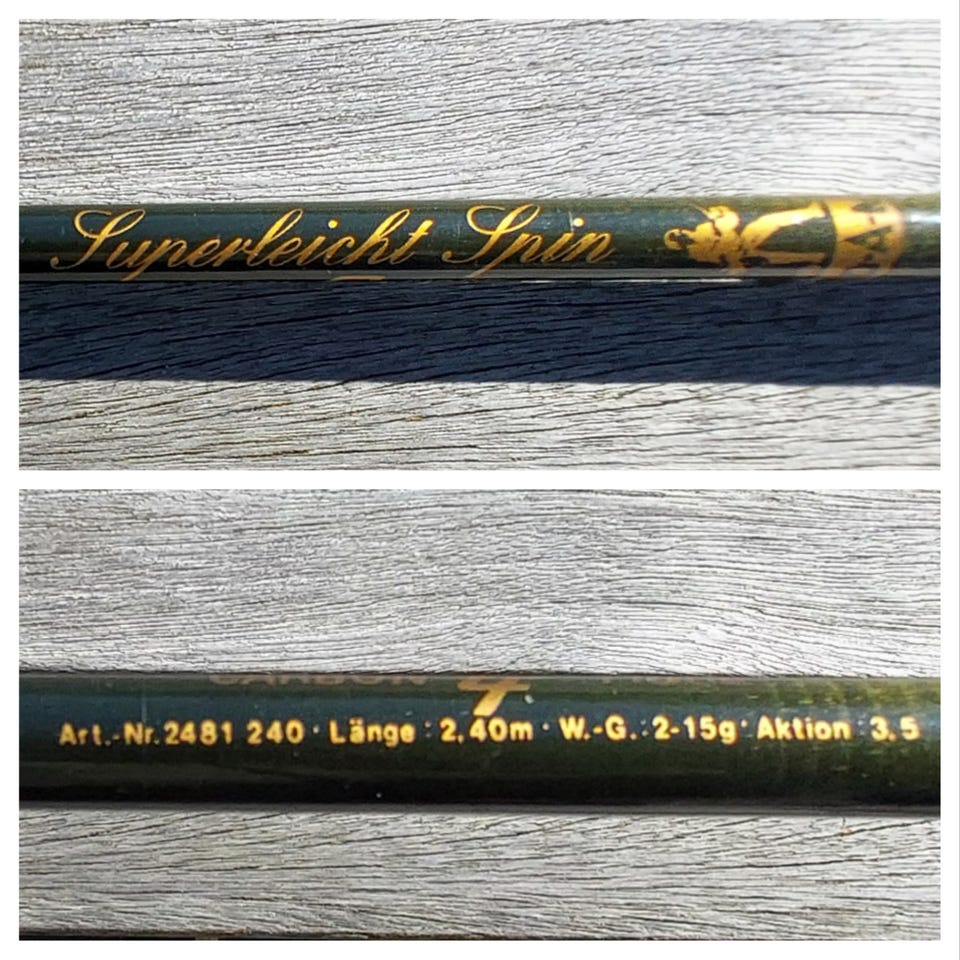 Superleicht Spin
Art.-Nr. 2481 240 · Länge : 2,40m · W.-G. : 2-15g · Aktion : 3.5